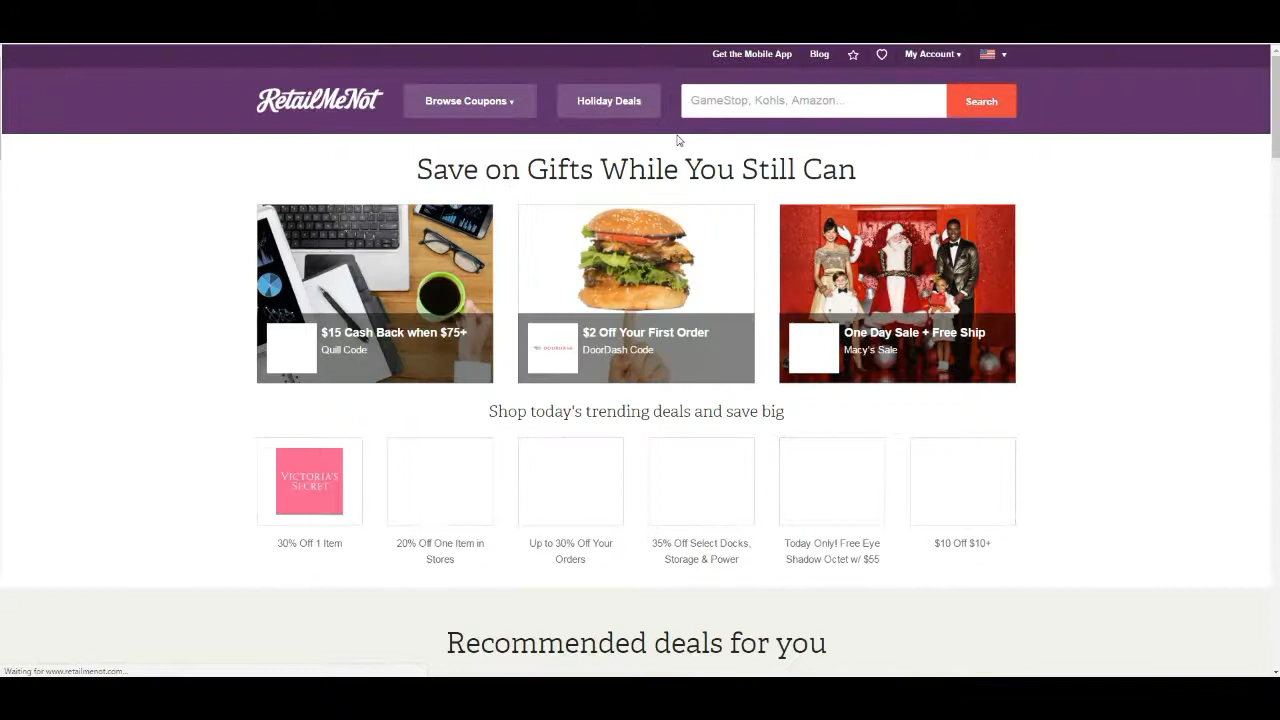 Get the Mobile App Blog My Account
RetailMeNot Browse Coupons Holiday Deals GameStop, Kohls, Amazon... Search
Save on Gifts While You Still Can
$15 Cash Back when $75+
Quill Code
DOORDASH
$2 Off Your First Order
DoorDash Code
One Day Sale + Free Ship
Macy's Sale
Shop today's trending deals and save big
VICTORIA'S
SECRET
30% Off 1 Item
20% Off One Item in
Stores
Up to 30% Off Your
Orders
35% Off Select Docks,
Storage & Power
Today Only! Free Eye
Shadow Octet w/ $55
$10 Off $10+
Recommended deals for you
Waiting for www.retailmenot.com...